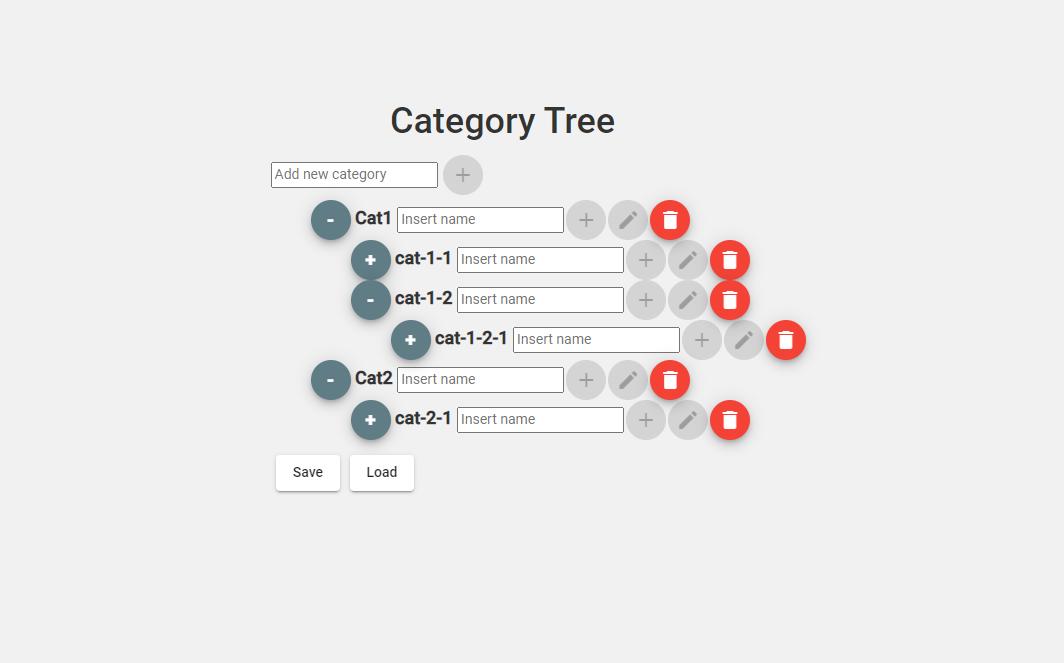 Category Tree
Add new category +
- Cat1 Insert name +
+ cat-1-1 Insert name +
- cat-1-2 Insert name +
+ cat-1-2-1 Insert name +
- Cat2 Insert name +
+ cat-2-1 Insert name +
Save Load